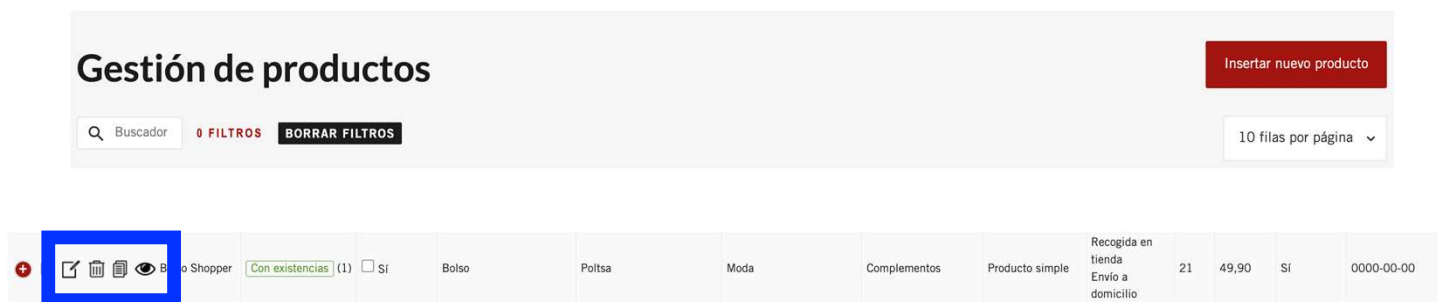 Gestión de productos
Insertar nuevo producto
Buscador
0 FILTROS
BORRAR FILTROS
10 filas por página
Shopper
Con existencias (1)
Sí
Bolso
Poltsa
Moda
Complementos
Producto simple
Recogida en
tienda
Envío a
domicilio
21
49,90
Sí
0000-00-00